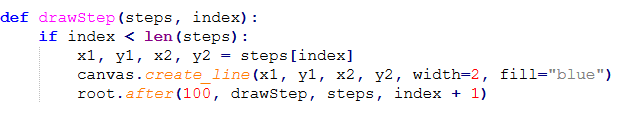 def drawStep(steps, index):
    if index < len(steps):
        x1, y1, x2, y2 = steps[index]
        canvas.create_line(x1, y1, x2, y2, width=2, fill="blue")
        root.after(100, drawStep, steps, index + 1)